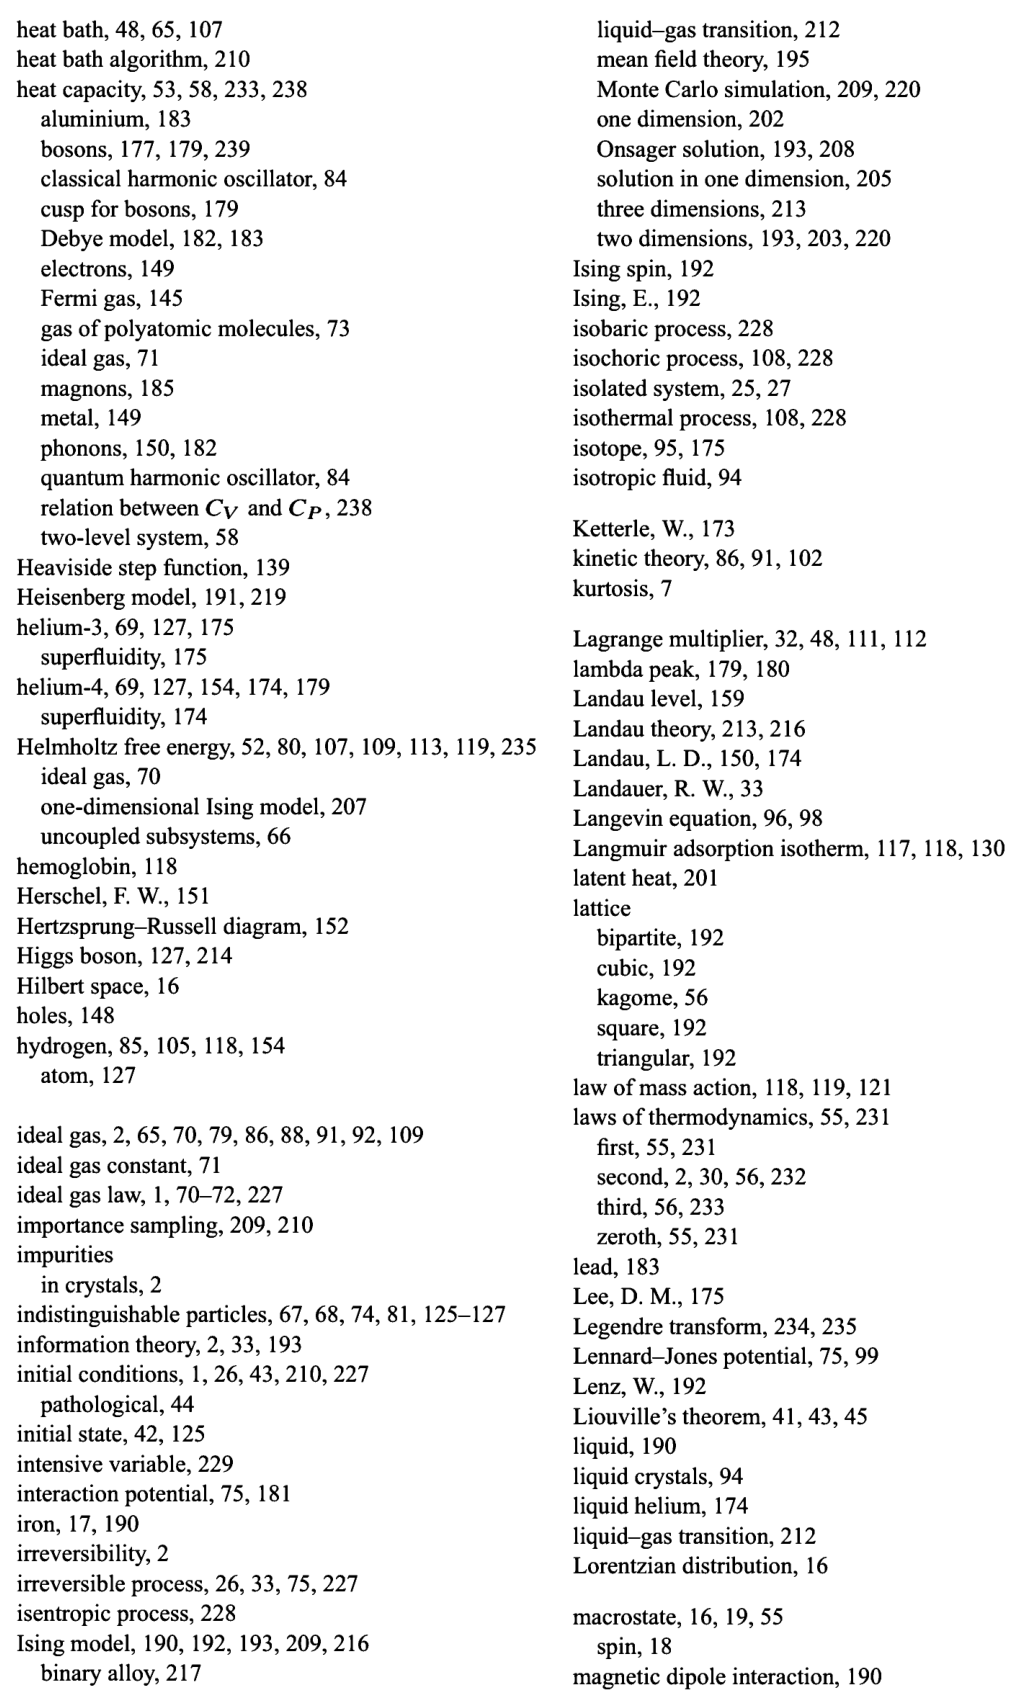 heat bath, 48, 65, 107
heat bath algorithm, 210
heat capacity, 53, 58, 233, 238
aluminium, 183
bosons, 177, 179, 239
classical harmonic oscillator, 84
cusp for bosons, 179
Debye model, 182, 183
electrons, 149
Fermi gas, 145
gas of polyatomic molecules, 73
ideal gas, 71
magnons, 185
metal, 149
phonons, 150, 182
quantum harmonic oscillator, 84
relation between C_V and C_P, 238
two-level system, 58
Heaviside step function, 139
Heisenberg model, 191, 219
helium-3, 69, 127, 175
superfluidity, 175
helium-4, 69, 127, 154, 174, 179
superfluidity, 174
Helmholtz free energy, 52, 80, 107, 109, 113, 119, 235
ideal gas, 70
one-dimensional Ising model, 207
uncoupled subsystems, 66
hemoglobin, 118
Herschel, F. W., 151
Hertzsprung–Russell diagram, 152
Higgs boson, 127, 214
Hilbert space, 16
holes, 148
hydrogen, 85, 105, 118, 154
atom, 127
ideal gas, 2, 65, 70, 79, 86, 88, 91, 92, 109
ideal gas constant, 71
ideal gas law, 1, 70–72, 227
importance sampling, 209, 210
impurities
in crystals, 2
indistinguishable particles, 67, 68, 74, 81, 125–127
information theory, 2, 33, 193
initial conditions, 1, 26, 43, 210, 227
pathological, 44
initial state, 42, 125
intensive variable, 229
interaction potential, 75, 181
iron, 17, 190
irreversibility, 2
irreversible process, 26, 33, 75, 227
isentropic process, 228
Ising model, 190, 192, 193, 209, 216
binary alloy, 217
liquid–gas transition, 212
mean field theory, 195
Monte Carlo simulation, 209, 220
one dimension, 202
Onsager solution, 193, 208
solution in one dimension, 205
three dimensions, 213
two dimensions, 193, 203, 220
Ising spin, 192
Ising, E., 192
isobaric process, 228
isochoric process, 108, 228
isolated system, 25, 27
isothermal process, 108, 228
isotope, 95, 175
isotropic fluid, 94
Ketterle, W., 173
kinetic theory, 86, 91, 102
kurtosis, 7
Lagrange multiplier, 32, 48, 111, 112
lambda peak, 179, 180
Landau level, 159
Landau theory, 213, 216
Landau, L. D., 150, 174
Landauer, R. W., 33
Langevin equation, 96, 98
Langmuir adsorption isotherm, 117, 118, 130
latent heat, 201
lattice
bipartite, 192
cubic, 192
kagome, 56
square, 192
triangular, 192
law of mass action, 118, 119, 121
laws of thermodynamics, 55, 231
first, 55, 231
second, 2, 30, 56, 232
third, 56, 233
zeroth, 55, 231
lead, 183
Lee, D. M., 175
Legendre transform, 234, 235
Lennard–Jones potential, 75, 99
Lenz, W., 192
Liouville’s theorem, 41, 43, 45
liquid, 190
liquid crystals, 94
liquid helium, 174
liquid–gas transition, 212
Lorentzian distribution, 16
macrostate, 16, 19, 55
spin, 18
magnetic dipole interaction, 190